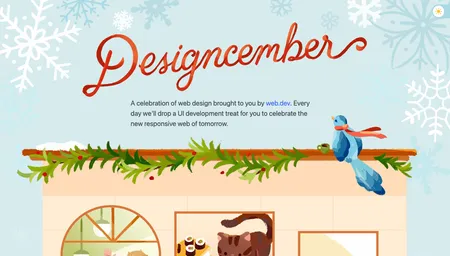 Designcember
A celebration of web design brought to you by web.dev. Every
day we'll drop a UI development treat for you to celebrate the
new responsive web of tomorrow.